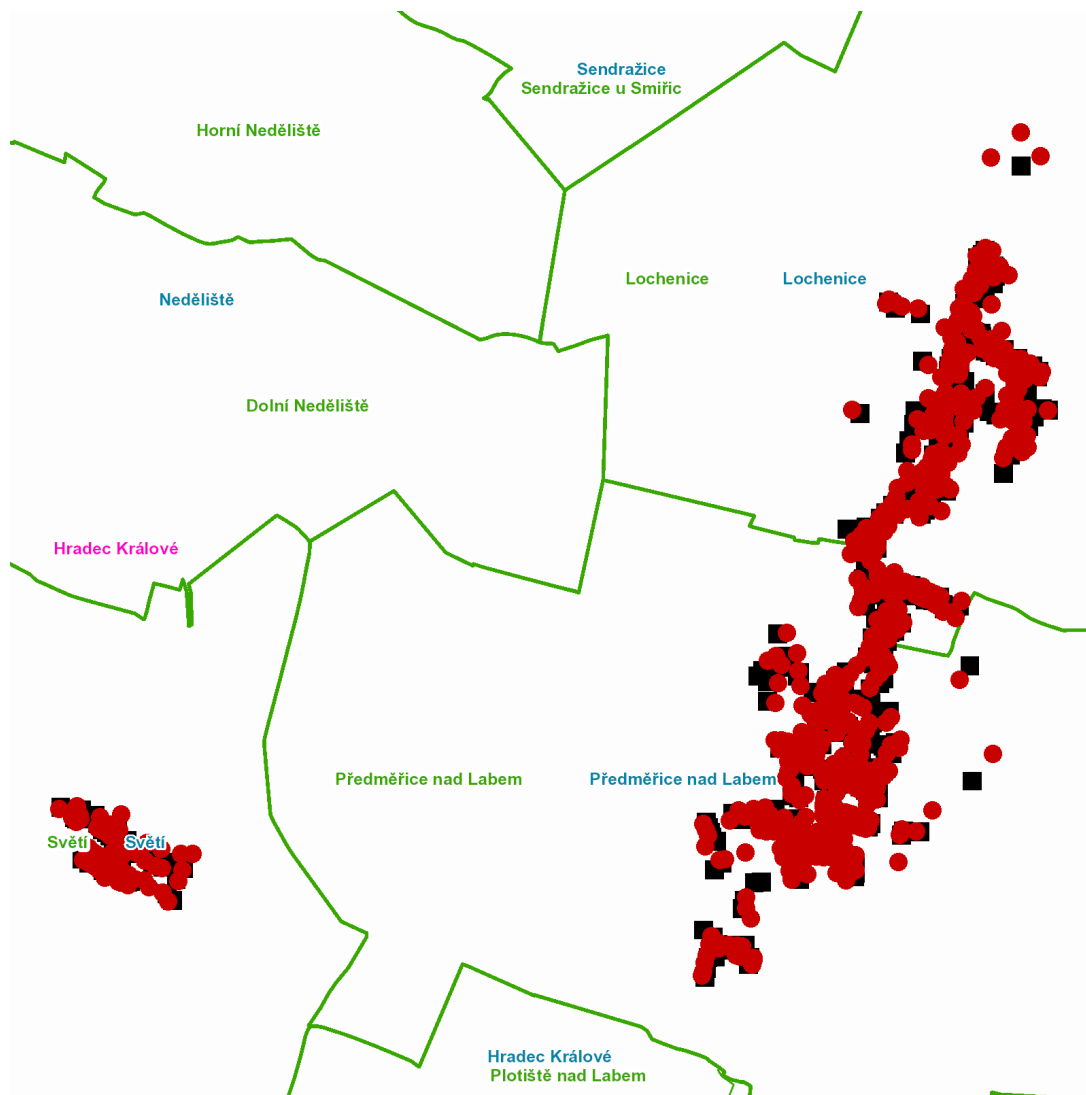 Sendražice
Sendražice u Smiřic
Horní Neděliště
Lochenice
Lochenice
Neděliště
Dolní Neděliště
Hradec Králové
Předměřice nad Labem
Předměřice nad Labem
Světí
Světí
Hradec Králové
Plotiště nad Labem